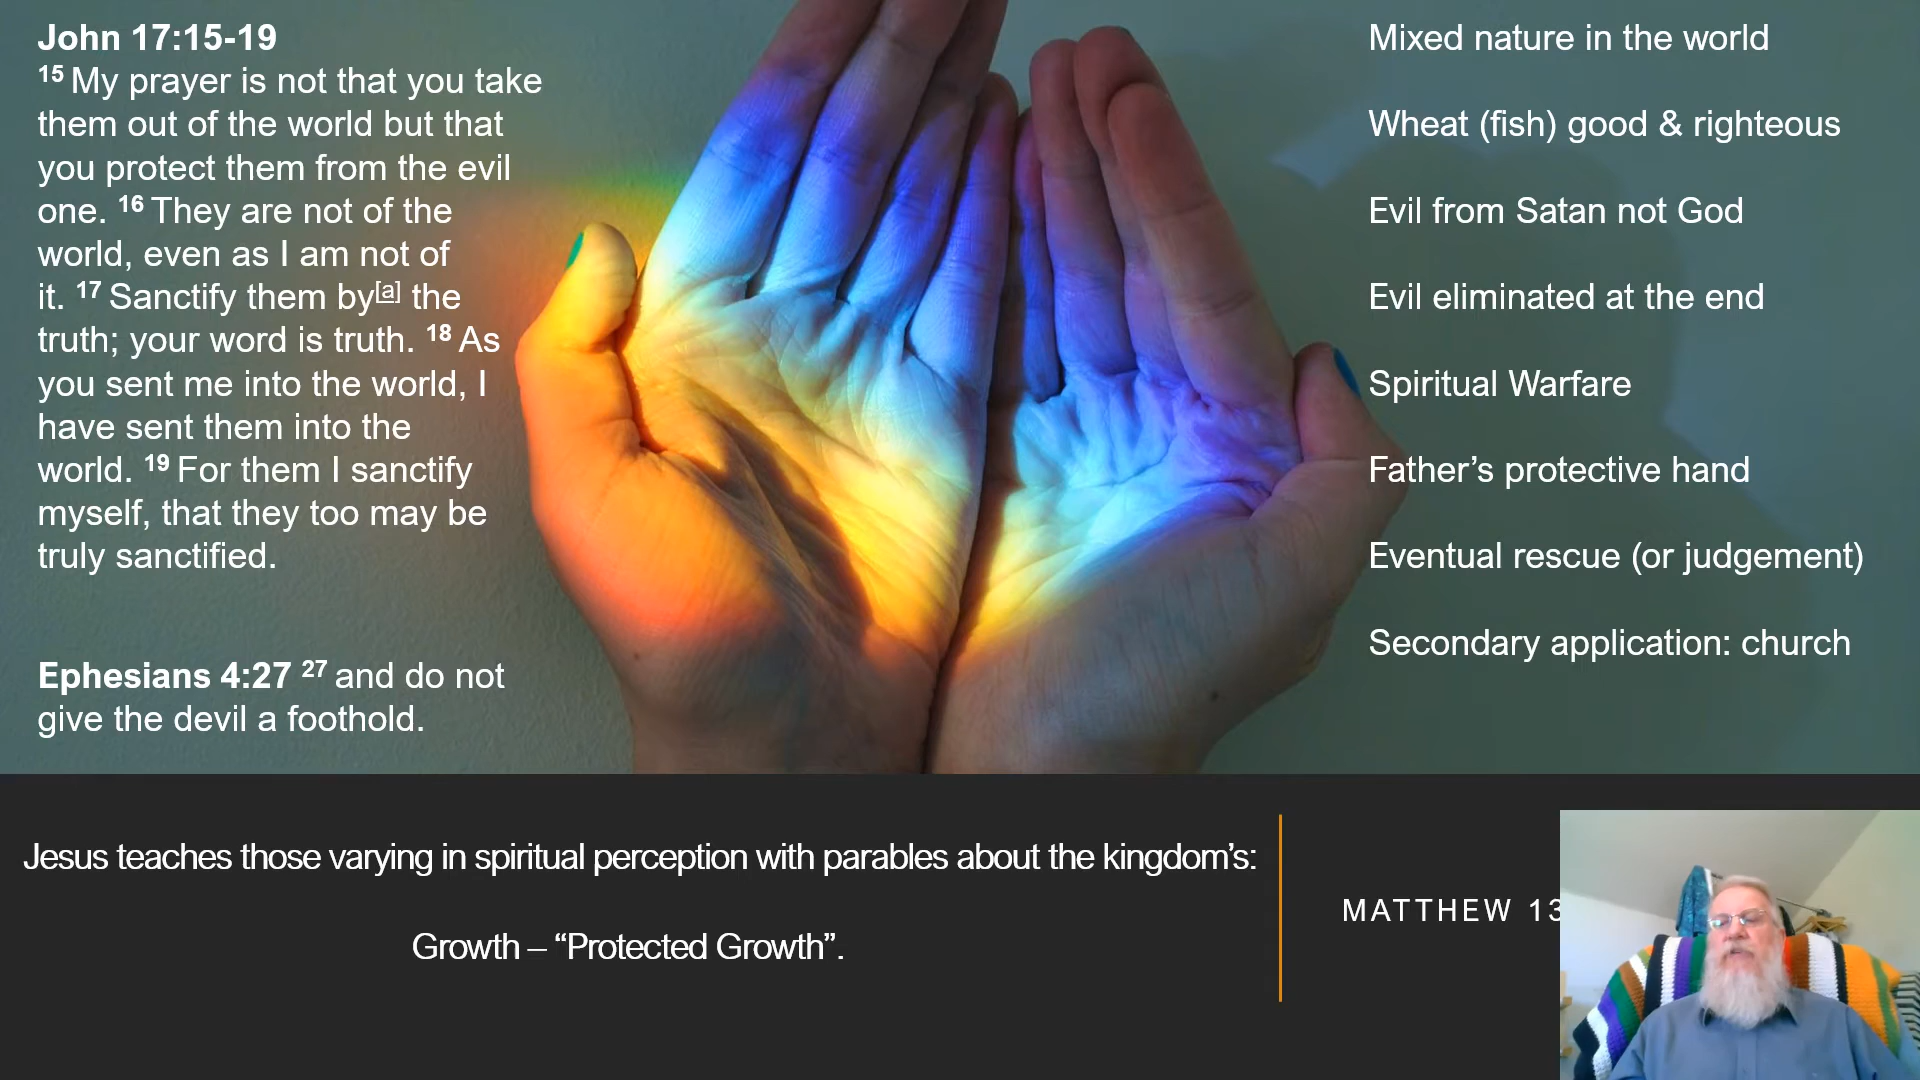 John 17:15-19
15 My prayer is not that you take
them out of the world but that
you protect them from the evil
one. 16 They are not of the
world, even as I am not of
it. 17 Sanctify them by[a] the
truth; your word is truth. 18 As
you sent me into the world, I
have sent them into the
world. 19 For them I sanctify
myself, that they too may be
truly sanctified.
Ephesians 4:27 27 and do not
give the devil a foothold.
Mixed nature in the world
Wheat (fish) good & righteous
Evil from Satan not God
Evil eliminated at the end
Spiritual Warfare
Father’s protective hand
Eventual rescue (or judgement)
Secondary application: church
Jesus teaches those varying in spiritual perception with parables about the kingdom’s:
Growth – “Protected Growth”.
MATTHEW 13